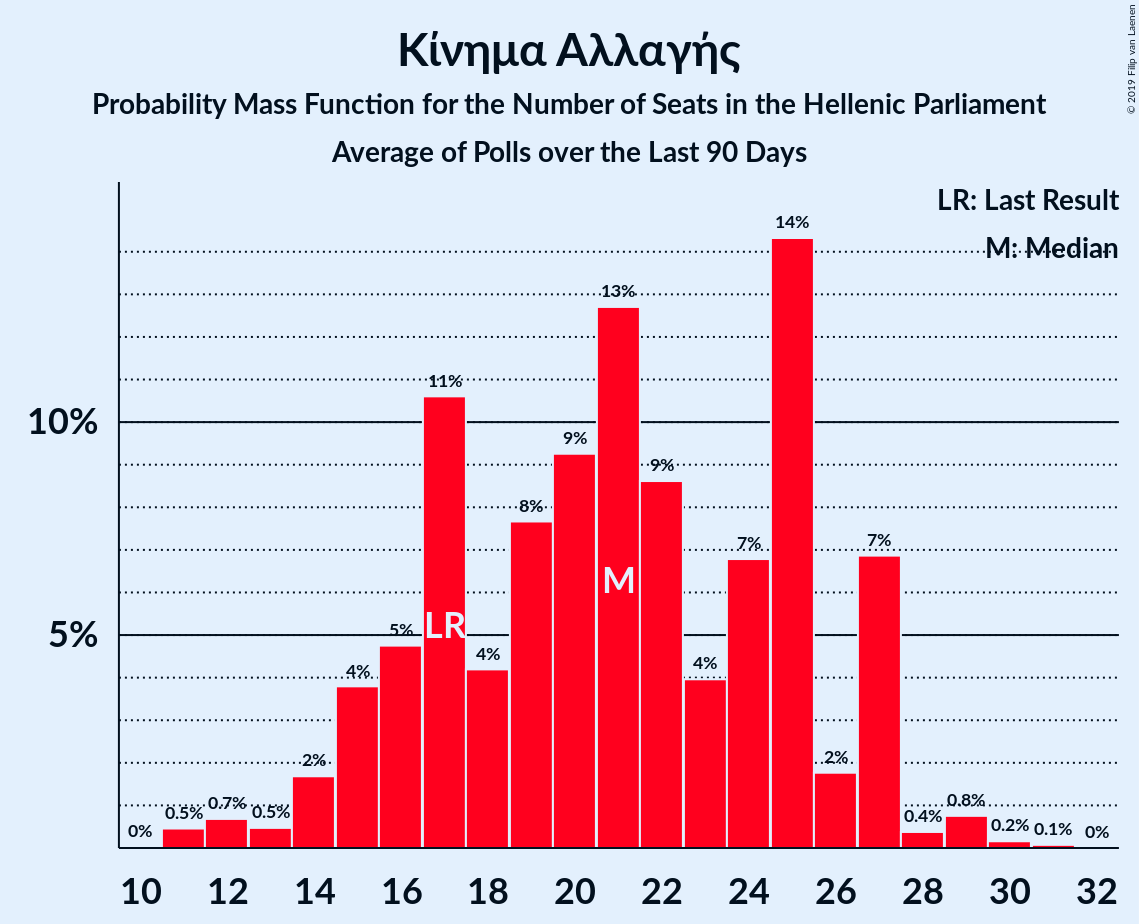 Κίνημα Αλλαγής
Probability Mass Function for the Number of Seats in the Hellenic Parliament
Average of Polls over the Last 90 Days
© 2019 Filip van Laenen
LR: Last Result
M: Median
10%
5%
0%
0.5%
0.7%
0.5%
2%
4%
5%
11%
4%
8%
9%
13%
9%
4%
7%
14%
2%
7%
0.4%
0.8%
0.2%
0.1%
0%
LR
M
10 12 14 16 18 20 22 24 26 28 30 32